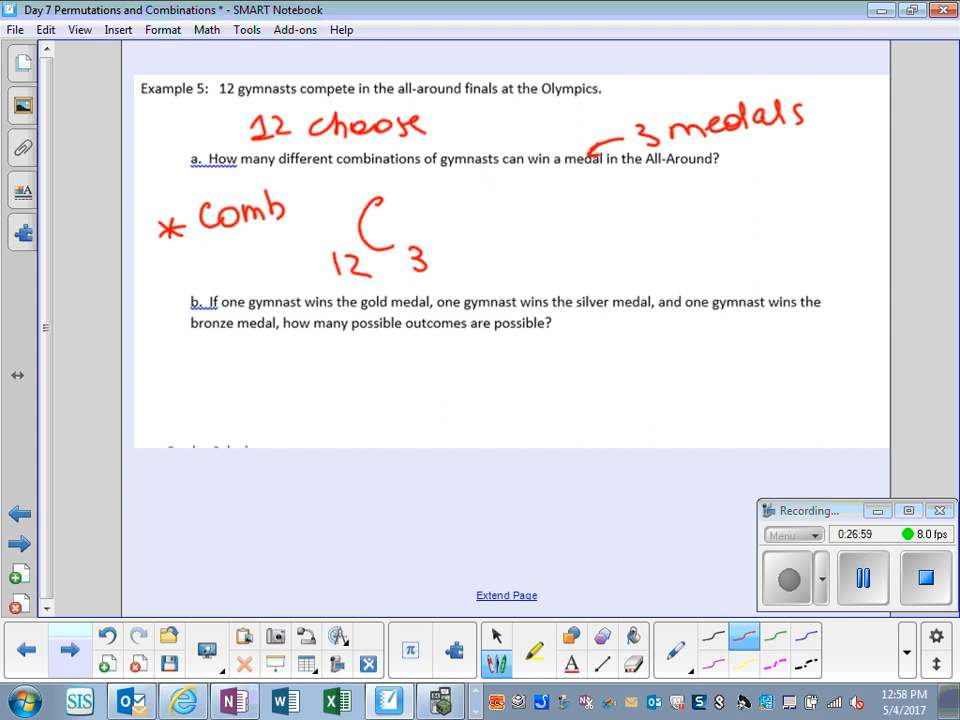 Day 7 Permutations and Combinations * - SMART Notebook
File Edit View Insert Format Math Tools Add-ons Help
Example 5: 12 gymnasts compete in the all-around finals at the Olympics.
12 choose
3 medals
a. How many different combinations of gymnasts can win a medal in the All-Around?
* Comb
12 C 3
b. If one gymnast wins the gold medal, one gymnast wins the silver medal, and one gymnast wins the
bronze medal, how many possible outcomes are possible?
Recording...
Menu 0:26:59 8.0 fps
Extend Page
12:58 PM
5/4/2017